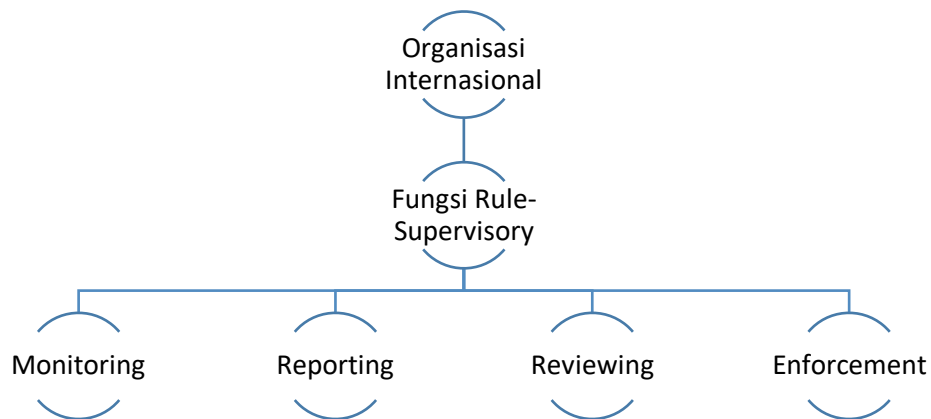 Organisasi
Internasional
Fungsi Rule-
Supervisory
Monitoring
Reporting
Reviewing
Enforcement